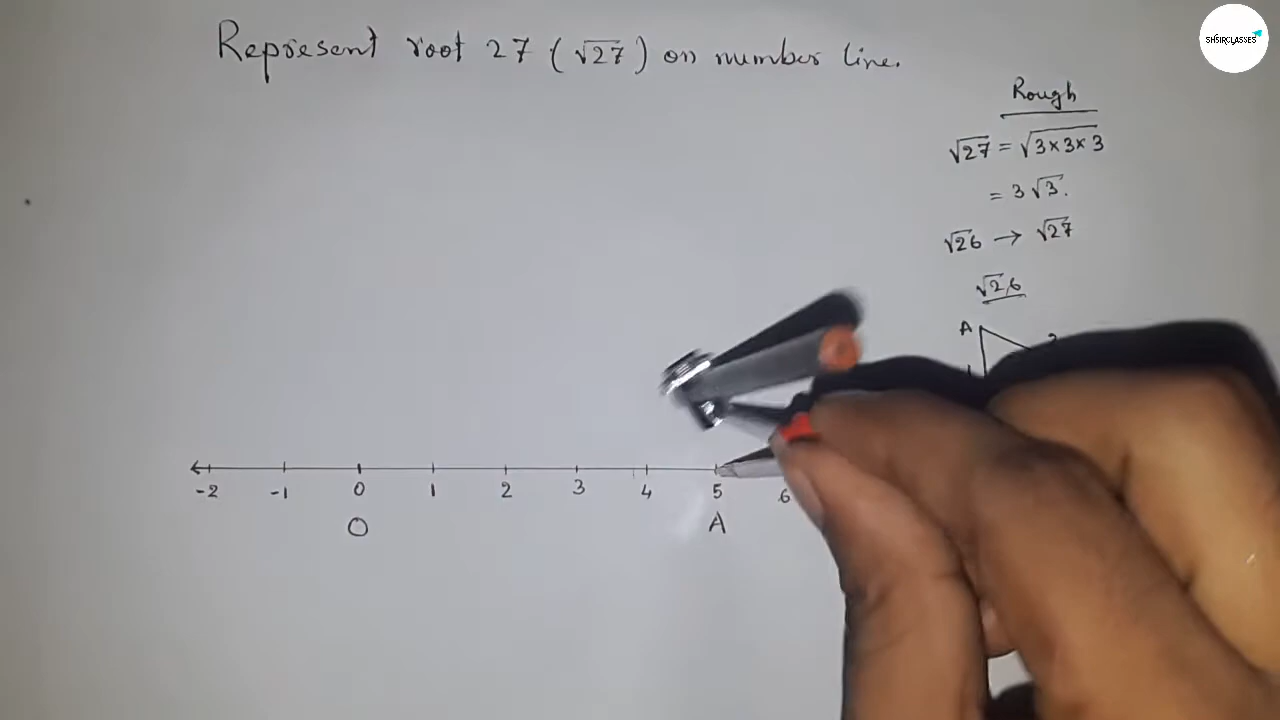 Represent root 27 (√27) on number line.
SHSIRCLASSES
Rough
√27 = √3×3×3
= 3√3.
√26 → √27
√26
A
-2 -1 0 1 2 3 4 5 6
O A